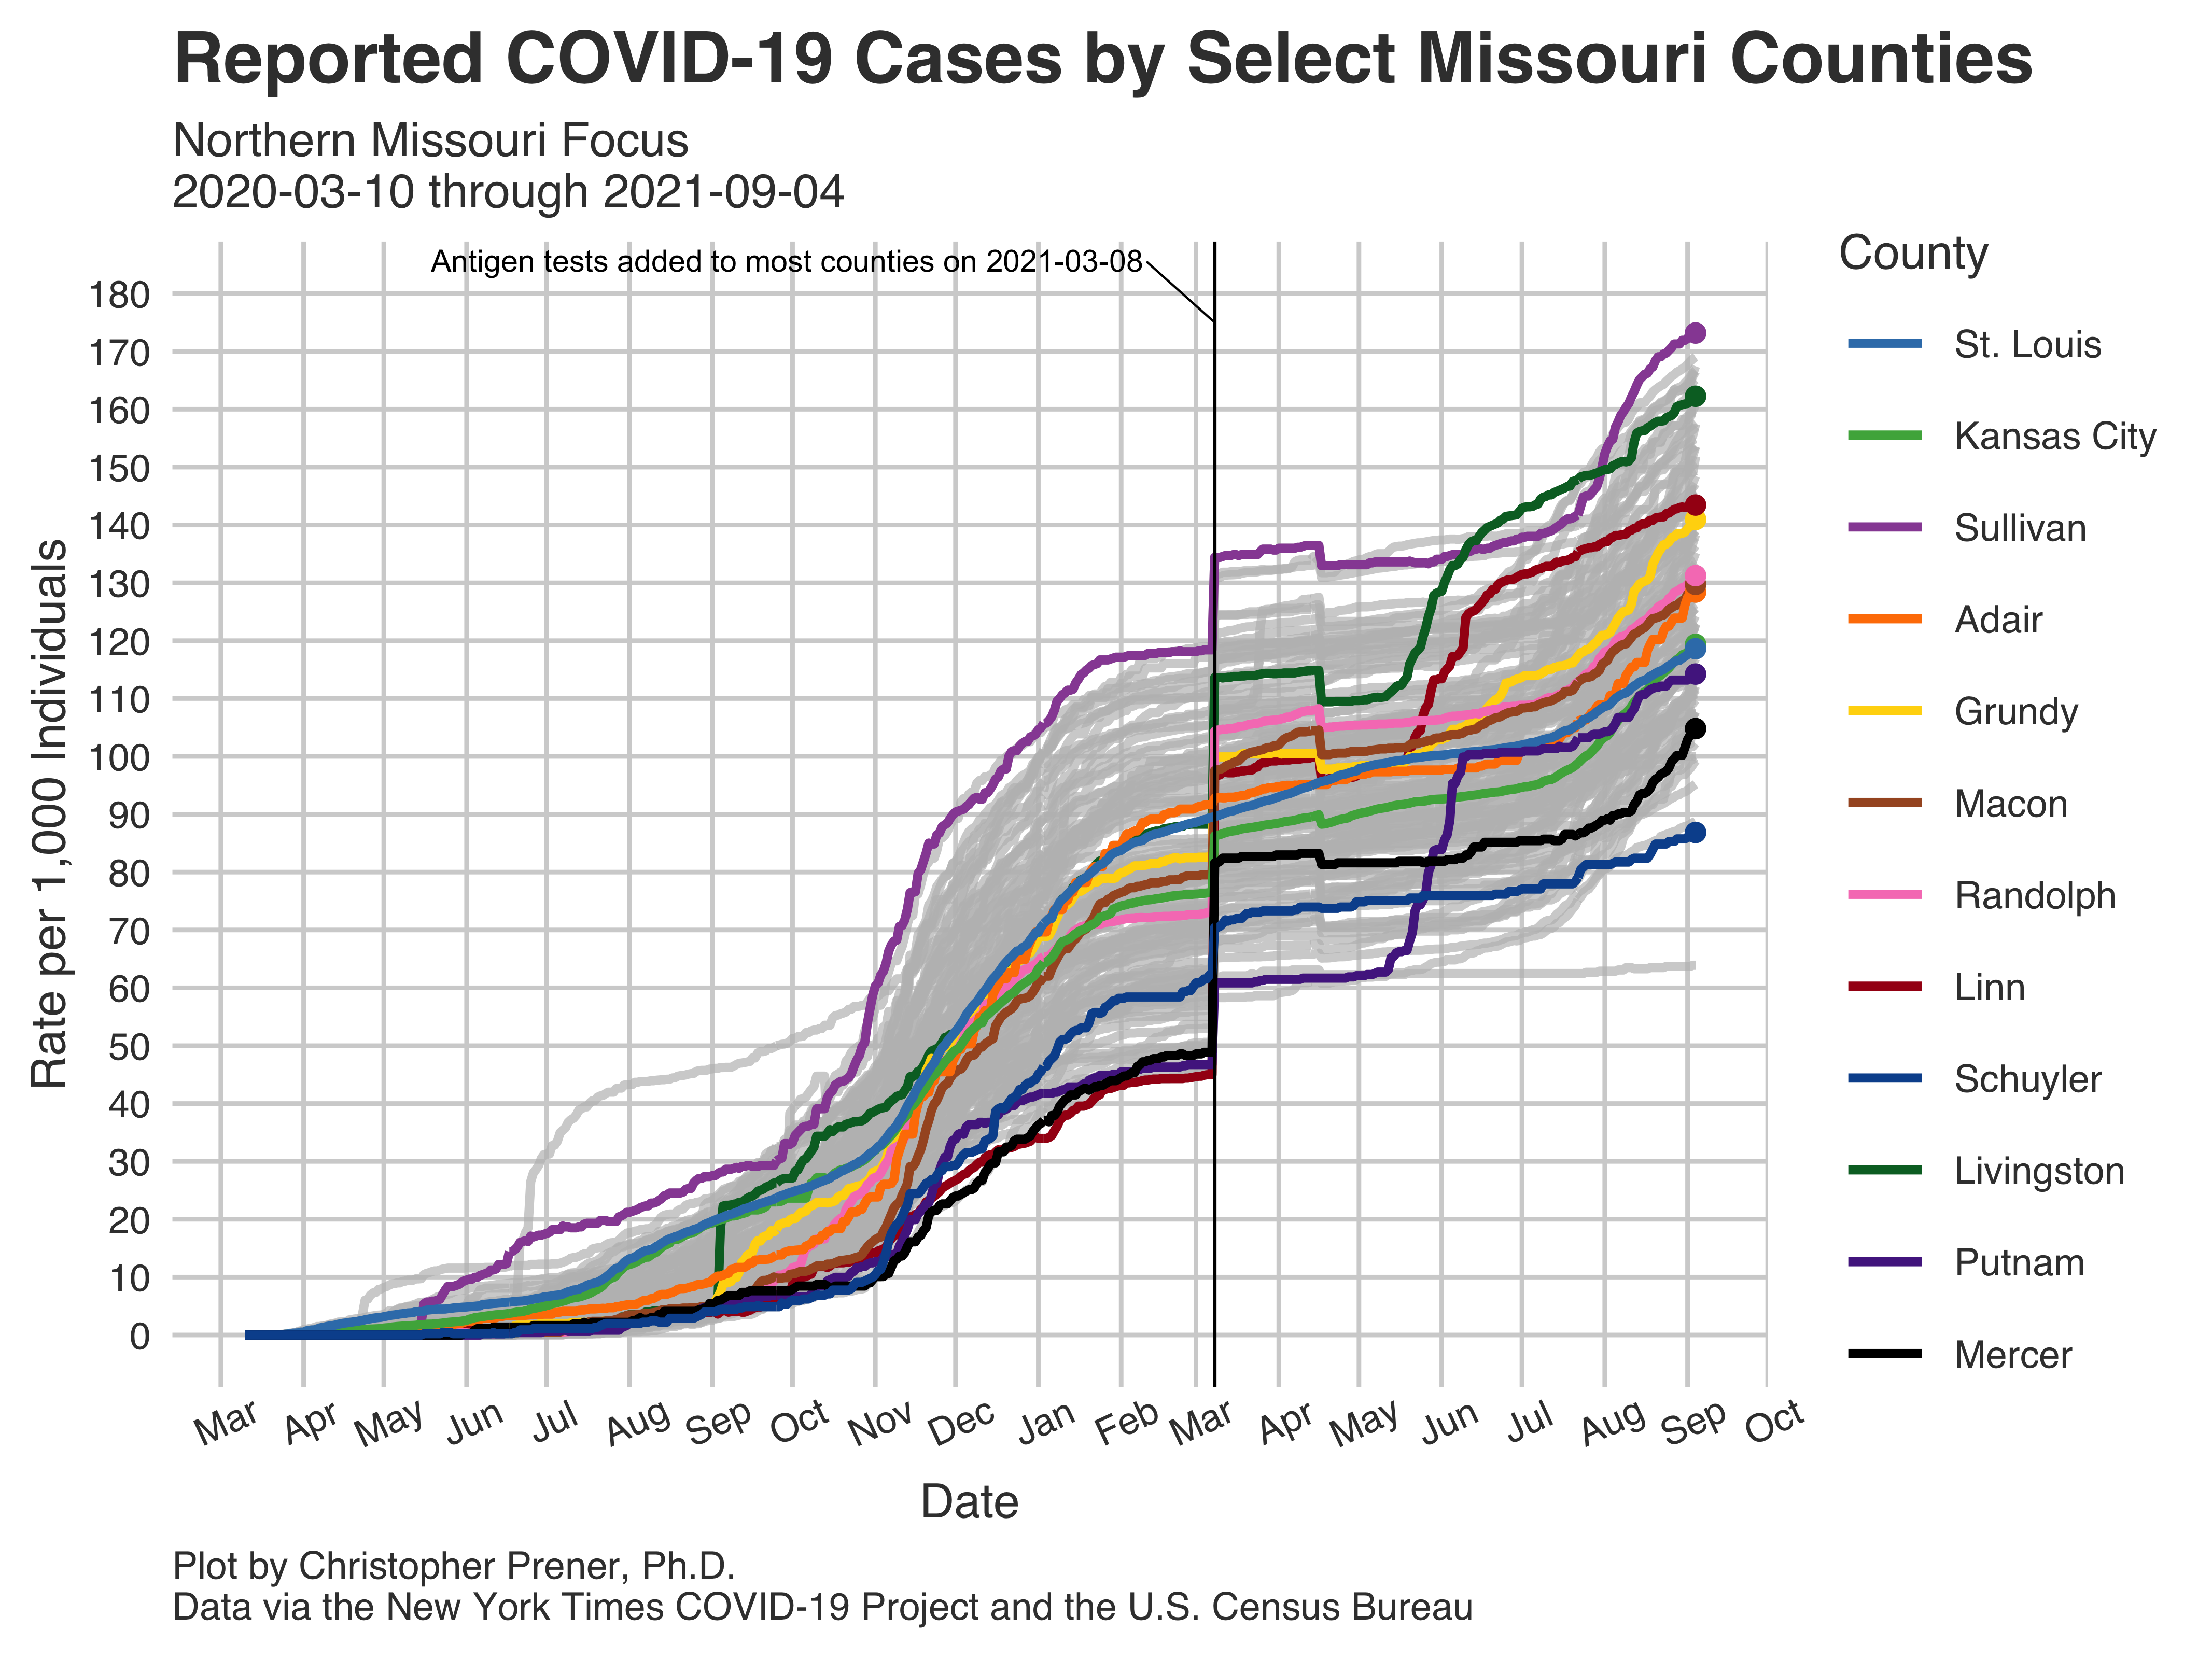 Reported COVID-19 Cases by Select Missouri Counties
Northern Missouri Focus
2020-03-10 through 2021-09-04
Antigen tests added to most counties on 2021-03-08
Rate per 1,000 Individuals
180
170
160
150
140
130
120
110
100
90
80
70
60
50
40
30
20
10
0
Mar Apr May Jun Jul Aug Sep Oct Nov Dec Jan Feb Mar Apr May Jun Jul Aug Sep Oct
Date
County
St. Louis
Kansas City
Sullivan
Adair
Grundy
Macon
Randolph
Linn
Schuyler
Livingston
Putnam
Mercer
Plot by Christopher Prener, Ph.D.
Data via the New York Times COVID-19 Project and the U.S. Census Bureau